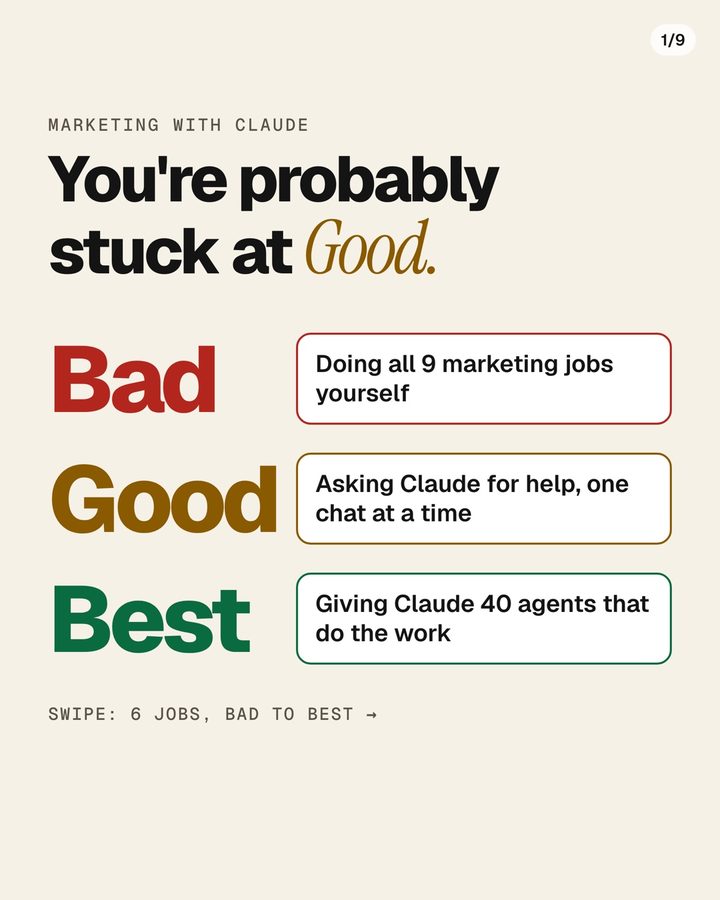 1/9
MARKETING WITH CLAUDE
You're probably
stuck at Good.
Bad
Doing all 9 marketing jobs
yourself
Good
Asking Claude for help, one
chat at a time
Best
Giving Claude 40 agents that
do the work
SWIPE: 6 JOBS, BAD TO BEST →